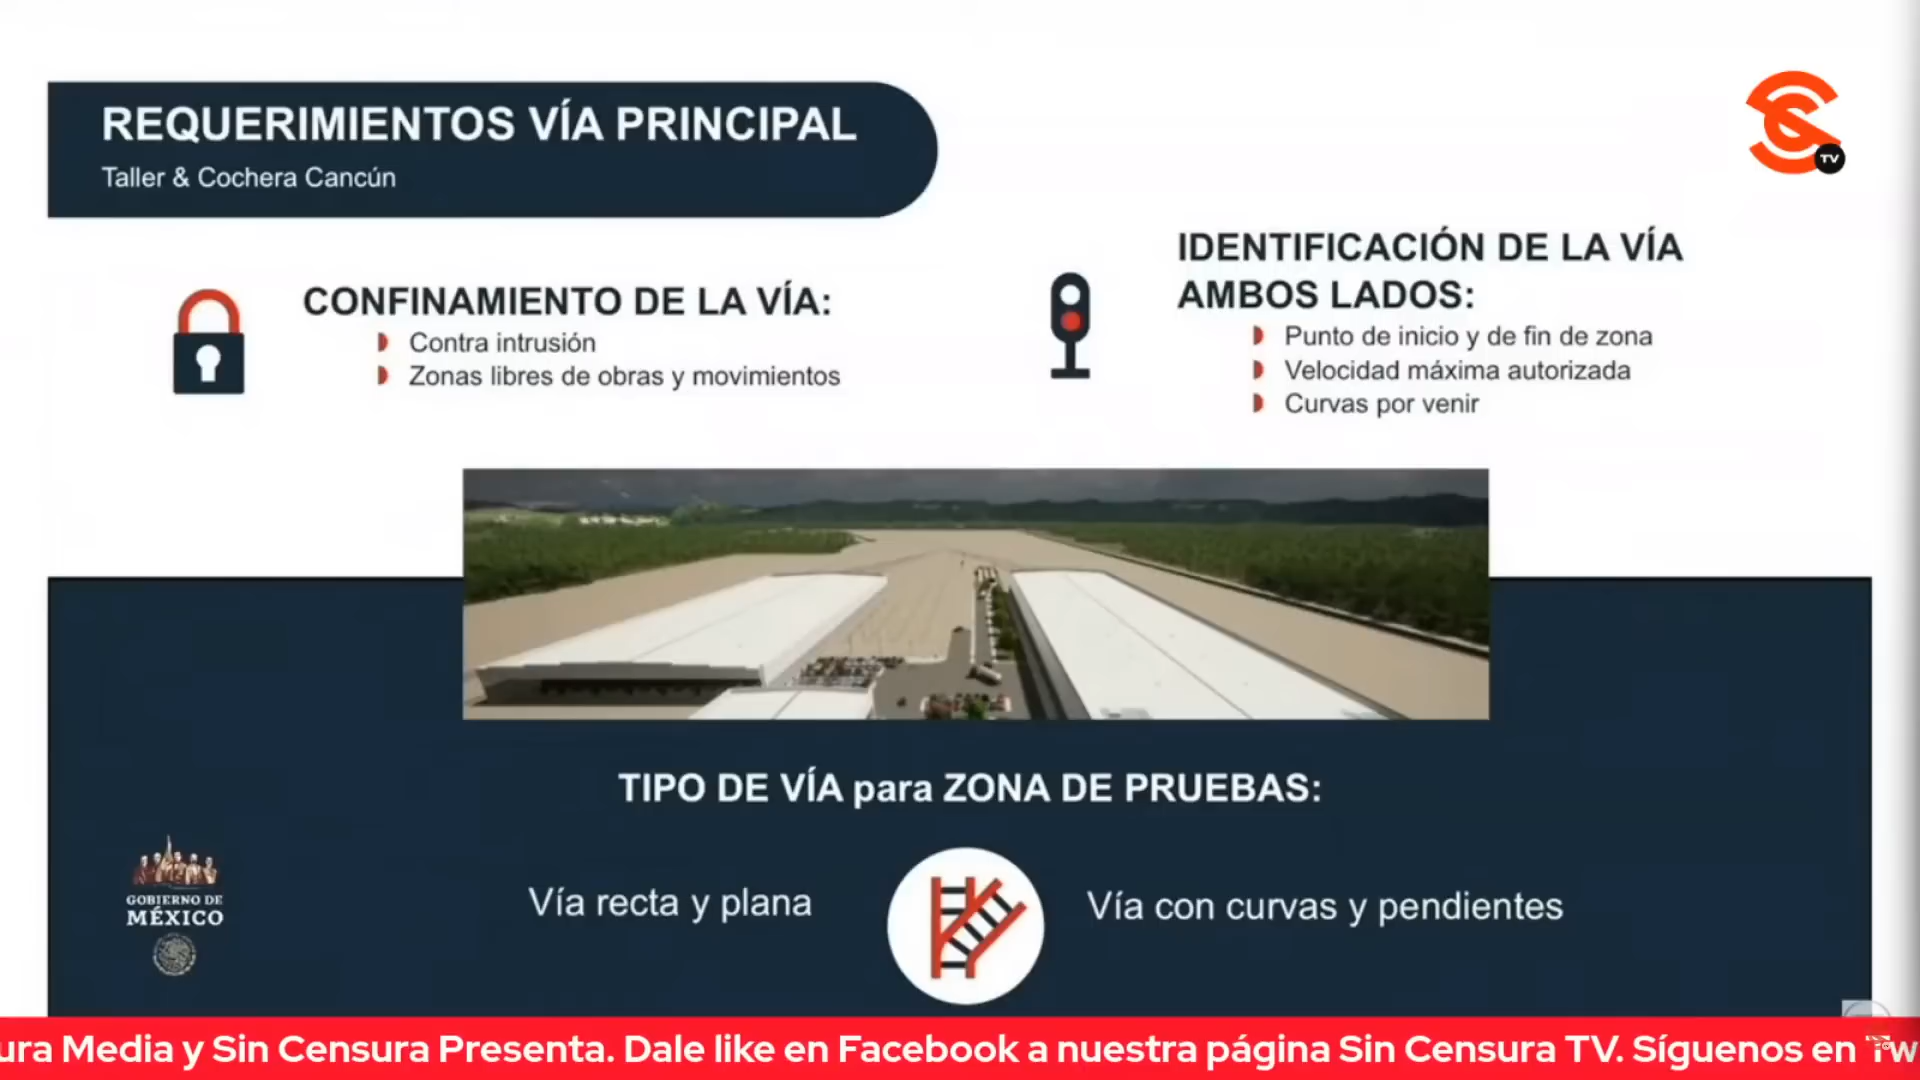 REQUERIMIENTOS VÍA PRINCIPAL
Taller & Cochera Cancún
TV
CONFINAMIENTO DE LA VÍA:
Contra intrusión
Zonas libres de obras y movimientos
IDENTIFICACIÓN DE LA VÍA
AMBOS LADOS:
Punto de inicio y de fin de zona
Velocidad máxima autorizada
Curvas por venir
TIPO DE VÍA para ZONA DE PRUEBAS:
Vía recta y plana
Vía con curvas y pendientes
GOBIERNO DE
MÉXICO
ura Media y Sin Censura Presenta. Dale like en Facebook a nuestra página Sin Censura TV. Síguenos en Tw